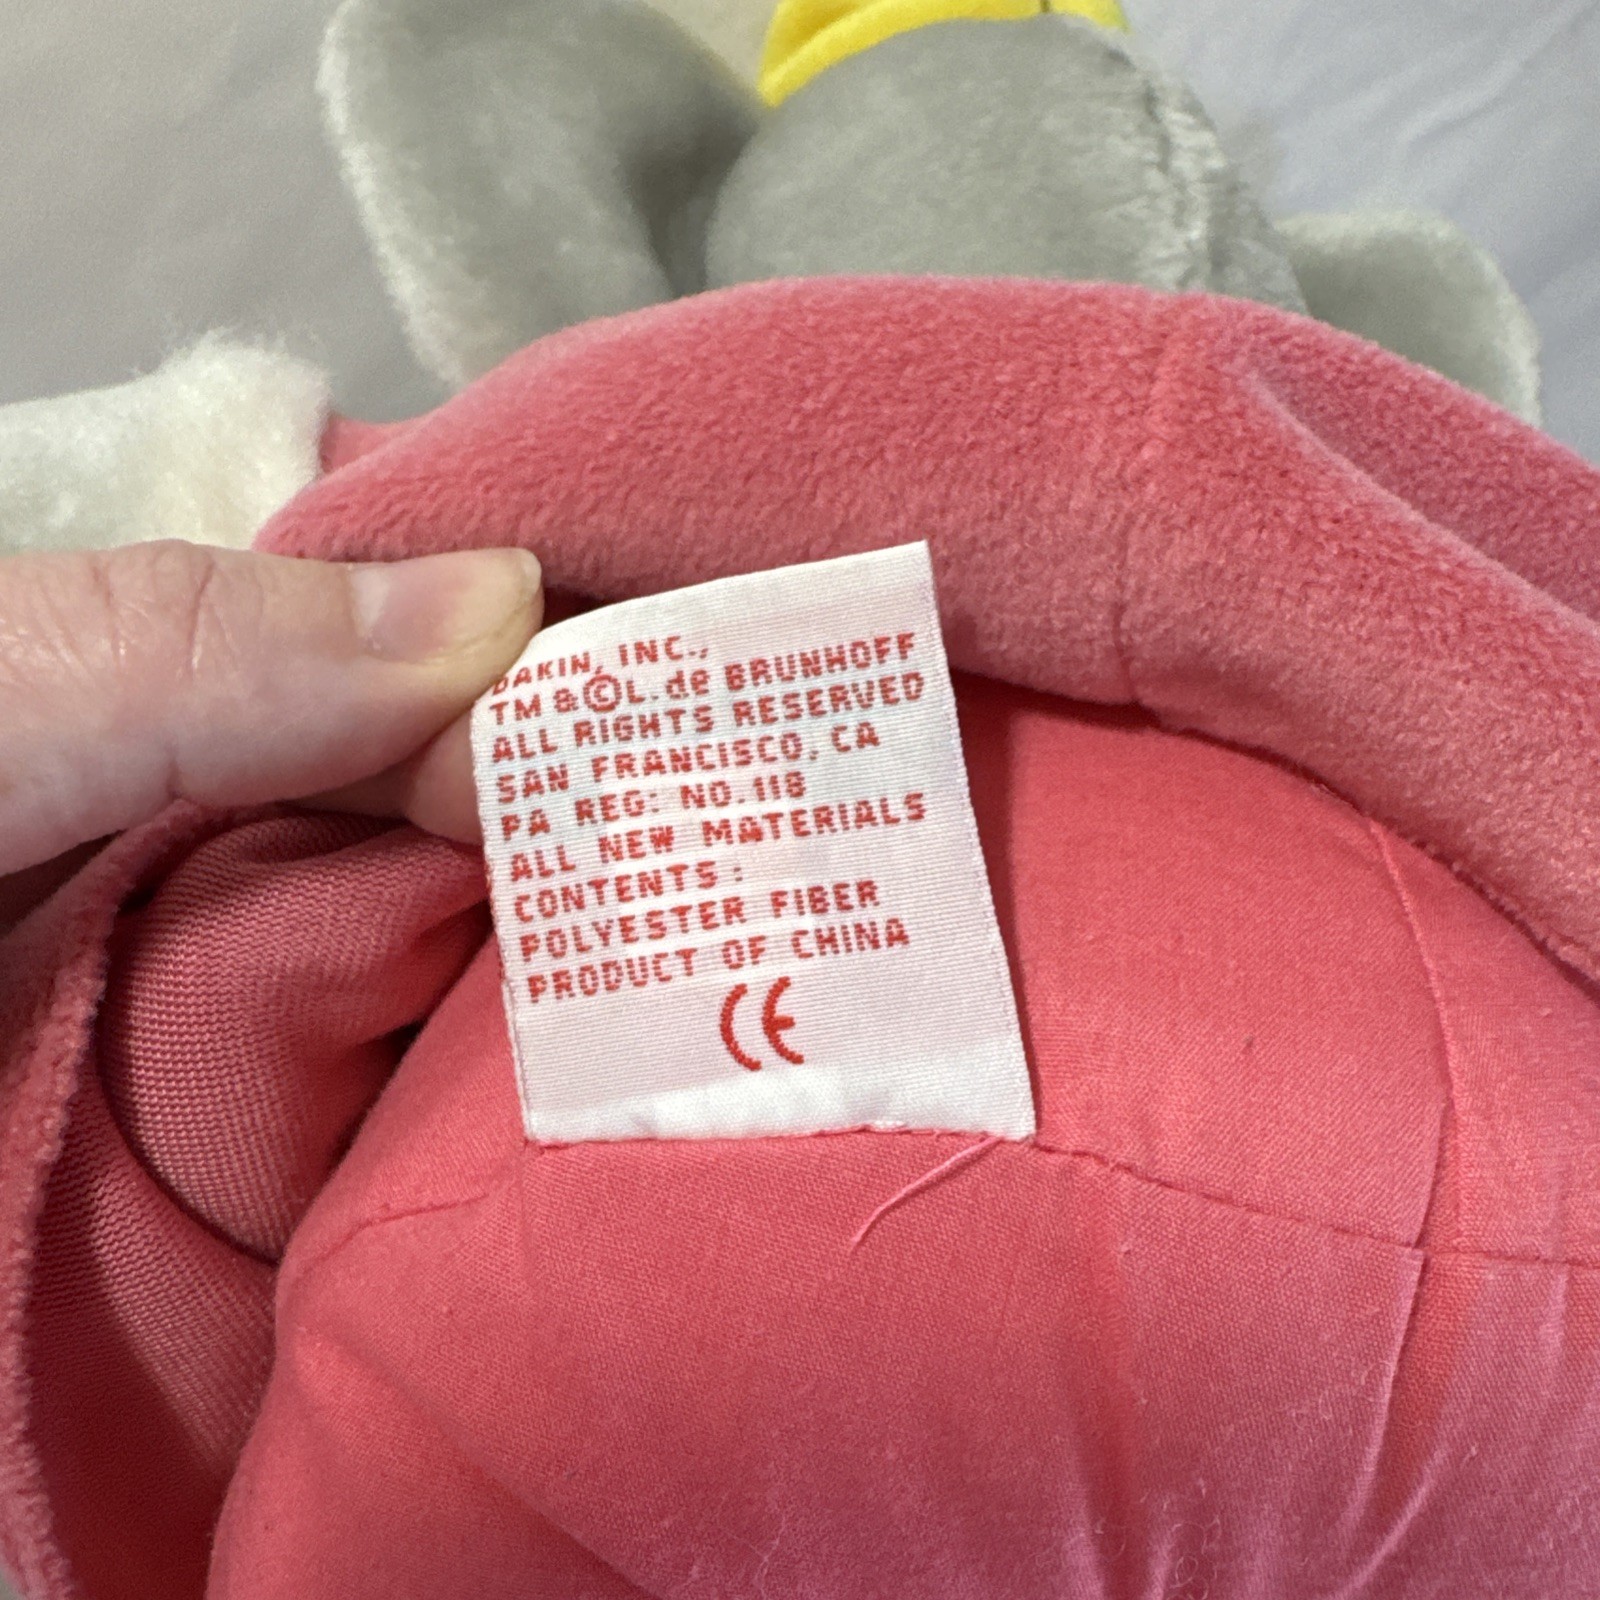 DAKIN, INC.,
TM & © L. de BRUNHOFF
ALL RIGHTS RESERVED
SAN FRANCISCO, CA
PA REG: NO. 118
ALL NEW MATERIALS
CONTENTS :
POLYESTER FIBER
PRODUCT OF CHINA
CE